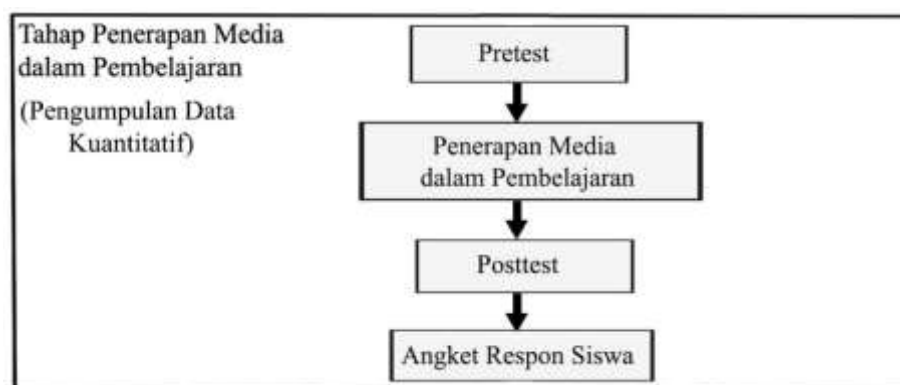 Tahap Penerapan Media
dalam Pembelajaran
(Pengumpulan Data
Kuantitatif)
Pretest
Penerapan Media
dalam Pembelajaran
Posttest
Angket Respon Siswa